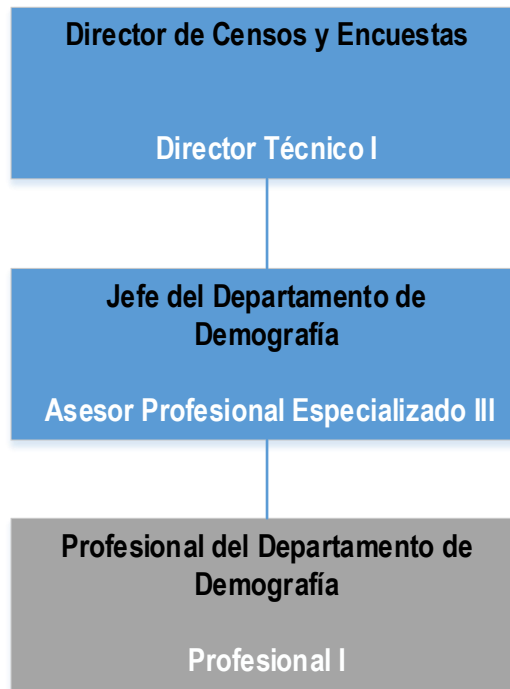 Director de Censos y Encuestas
Director Técnico I
Jefe del Departamento de
Demografía
Asesor Profesional Especializado III
Profesional del Departamento de
Demografía
Profesional I